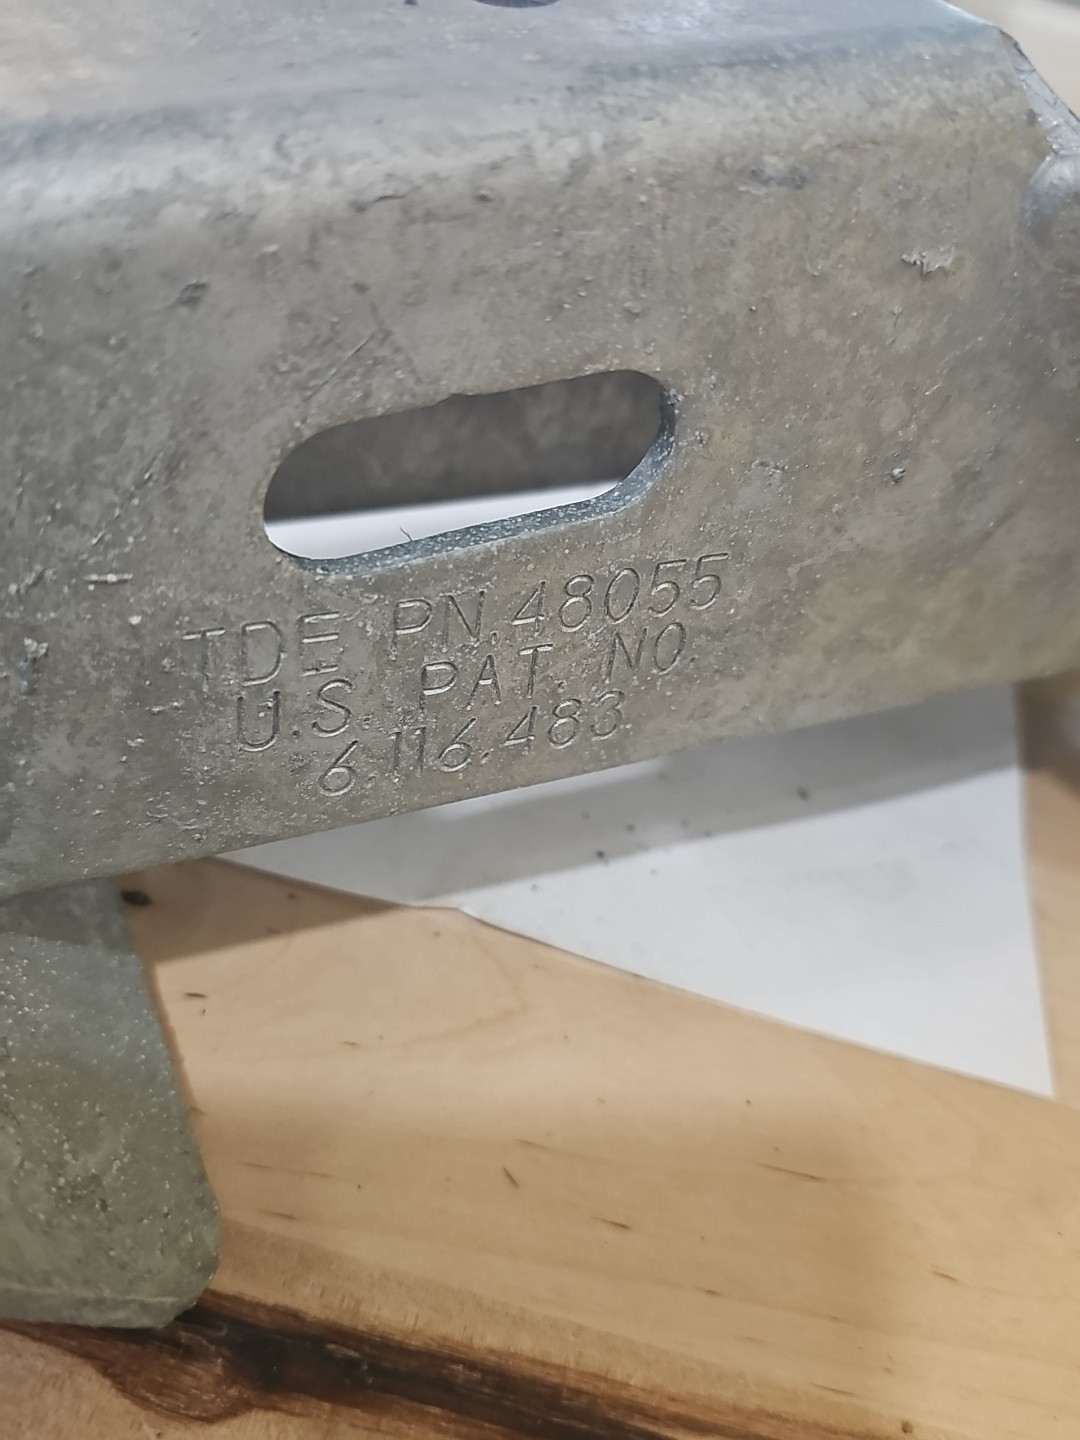 TDE PN.48055
U.S. PAT. NO.
6.116.483